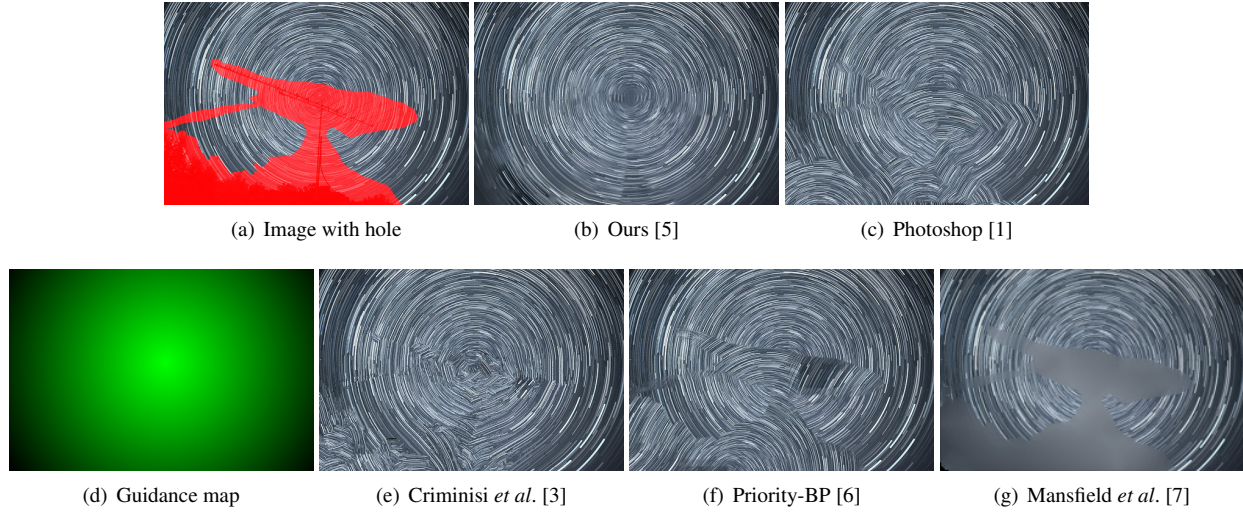 (a) Image with hole
(b) Ours [5]
(c) Photoshop [1]
(d) Guidance map
(e) Criminisi et al. [3]
(f) Priority-BP [6]
(g) Mansfield et al. [7]